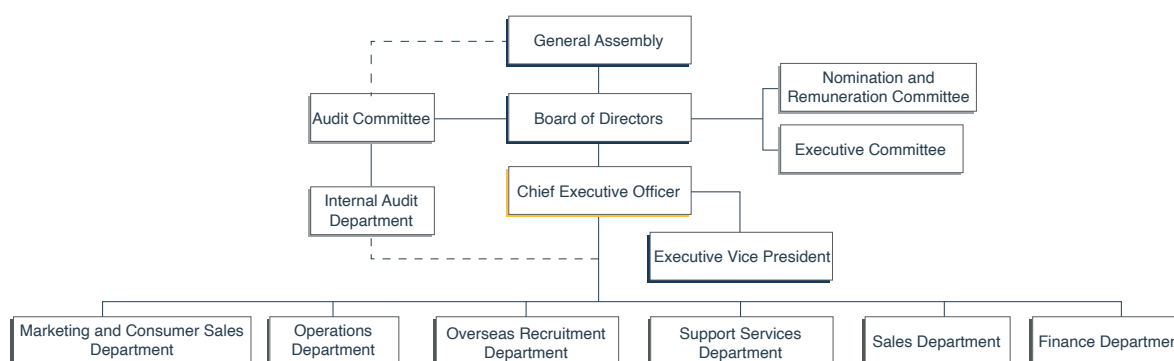 General Assembly
Nomination and
Remuneration Committee
Audit Committee
Board of Directors
Executive Committee
Chief Executive Officer
Internal Audit
Department
Executive Vice President
Marketing and Consumer Sales
Department
Operations
Department
Overseas Recruitment
Department
Support Services
Department
Sales Department
Finance Department